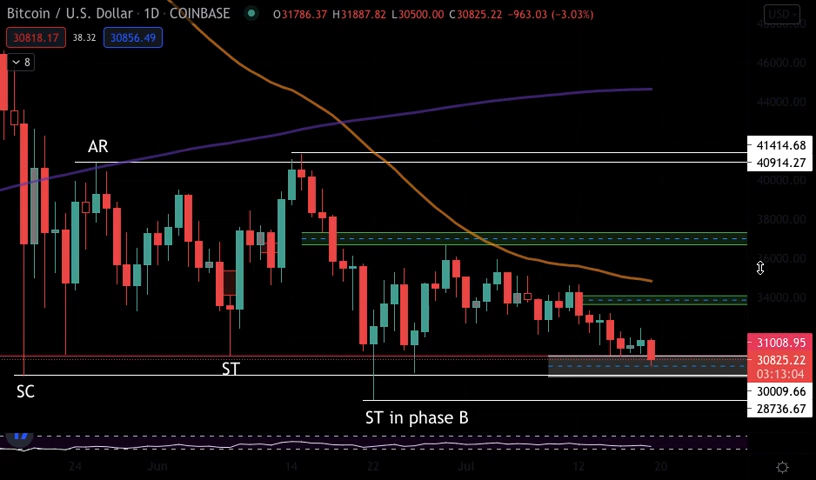 Bitcoin / U.S. Dollar · 1D · COINBASE O31786.37 H31887.82 L30500.00 C30825.22 −963.03 (−3.03%) USD
30818.17 38.32 30856.49
8
46000.00
44000.00
AR
41414.68
40914.27
40000.00
38000.00
36000.00
34000.00
31008.95
30825.22
03:13:04
ST
SC
30009.66
28736.67
ST in phase B
24 Jun 14 22 Jul 12 20